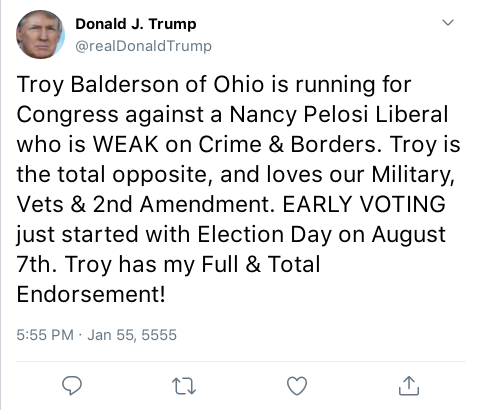 Donald J. Trump
@realDonaldTrump
Troy Balderson of Ohio is running for
Congress against a Nancy Pelosi Liberal
who is WEAK on Crime & Borders. Troy is
the total opposite, and loves our Military,
Vets & 2nd Amendment. EARLY VOTING
just started with Election Day on August
7th. Troy has my Full & Total
Endorsement!
5:55 PM · Jan 55, 5555